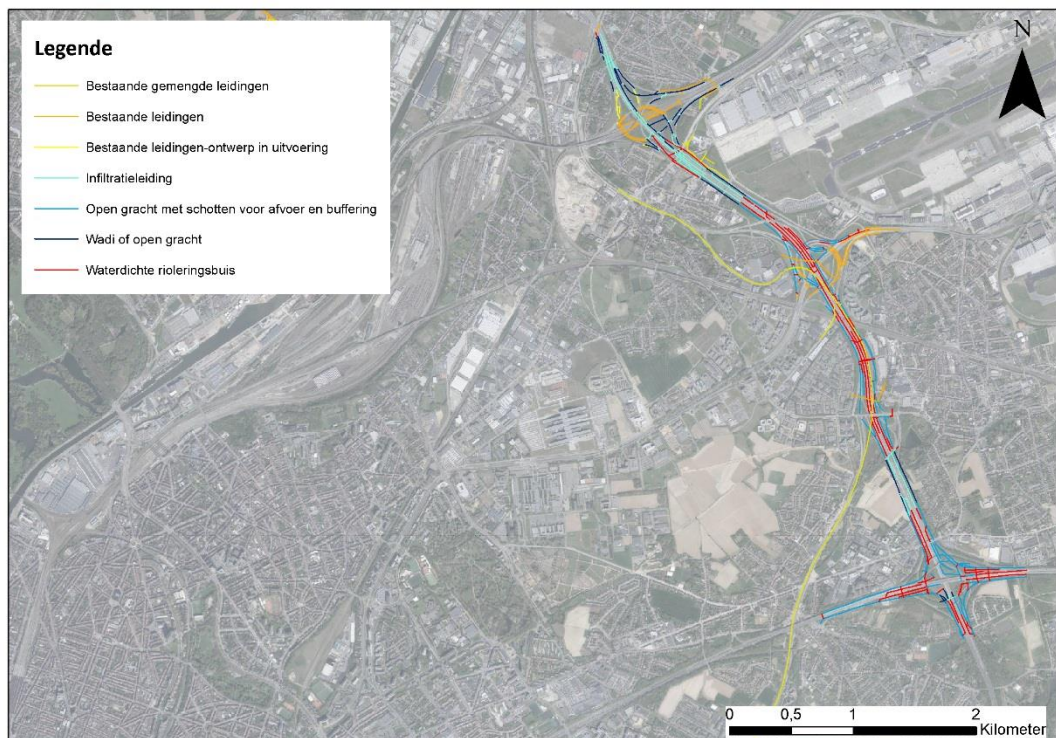 Legende
N
Bestaande gemengde leidingen
Bestaande leidingen
Bestaande leidingen-ontwerp in uitvoering
Infiltratieleiding
Open gracht met schotten voor afvoer en buffering
Wadi of open gracht
Waterdichte rioleringsbuis
0 0,5 1 2
Kilometer